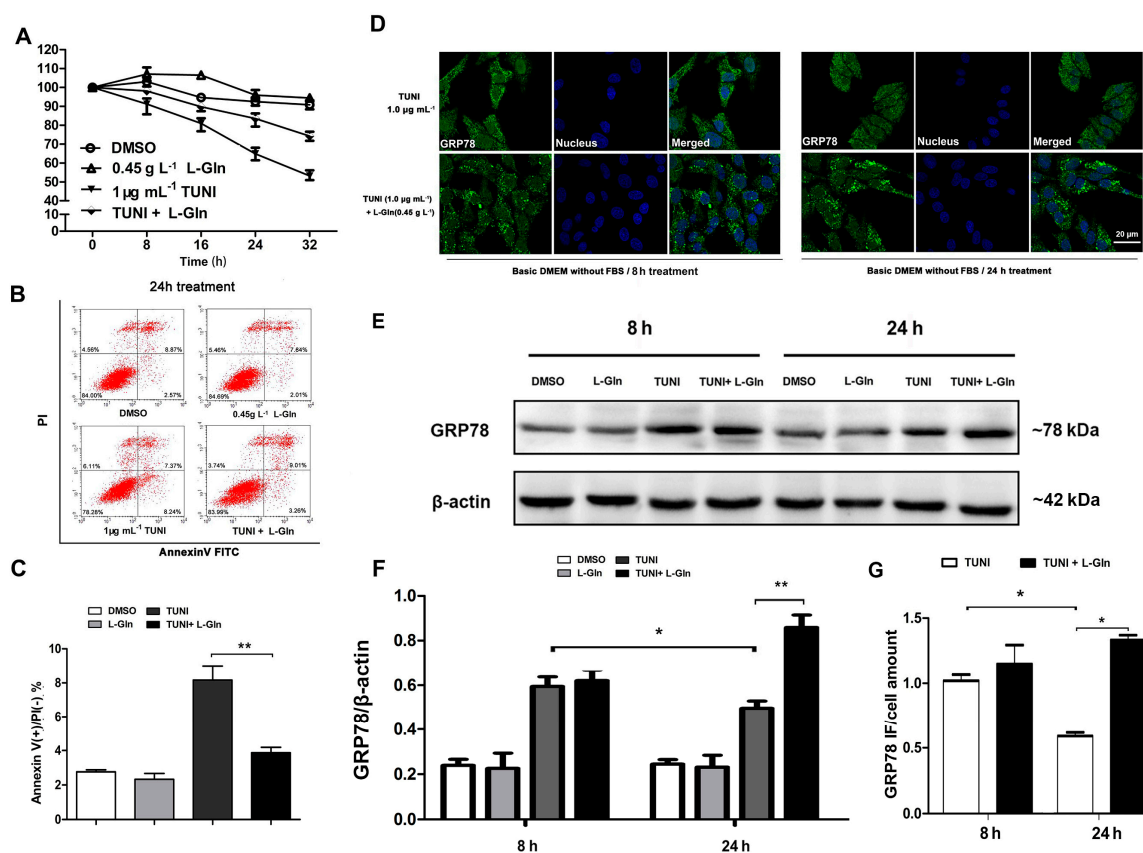 A
120
110
100
90
80
70
60
50
10
0
DMSO
0.45 g L⁻¹ L-Gln
1 µg mL⁻¹ TUNI
TUNI + L-Gln
0 8 16 24 32
Time (h)
B
24h treatment
PI
4.56% 8.87%
84.00% 2.57%
DMSO
5.46% 7.64%
84.69% 2.01%
0.45g L⁻¹ L-Gln
6.11% 7.37%
78.28% 8.24%
1µg mL⁻¹ TUNI
3.74% 9.01%
83.99% 3.26%
TUNI + L-Gln
AnnexinV FITC
C
DMSO TUNI
L-Gln TUNI+ L-Gln
Annexin V(+)/PI(-) %
10
8
6
4
2
0
**
D
TUNI
1.0 µg mL⁻¹
GRP78 Nucleus Merged
GRP78 Nucleus Merged
TUNI (1.0 µg mL⁻¹)
+ L-Gln(0.45 g L⁻¹)
20 µm
Basic DMEM without FBS / 8h treatment
Basic DMEM without FBS / 24h treatment
E
8 h 24 h
DMSO L-Gln TUNI TUNI+ L-Gln DMSO L-Gln TUNI TUNI+ L-Gln
GRP78 ~78 kDa
β-actin ~42 kDa
F
DMSO TUNI
L-Gln TUNI+ L-Gln
GRP78/β-actin
1.0
0.8
0.6
0.4
0.2
0.0
*
**
8 h 24 h
G
TUNI TUNI + L-Gln
GRP78 IF/cell amount
1.5
1.0
0.5
0.0
*
*
8 h 24 h